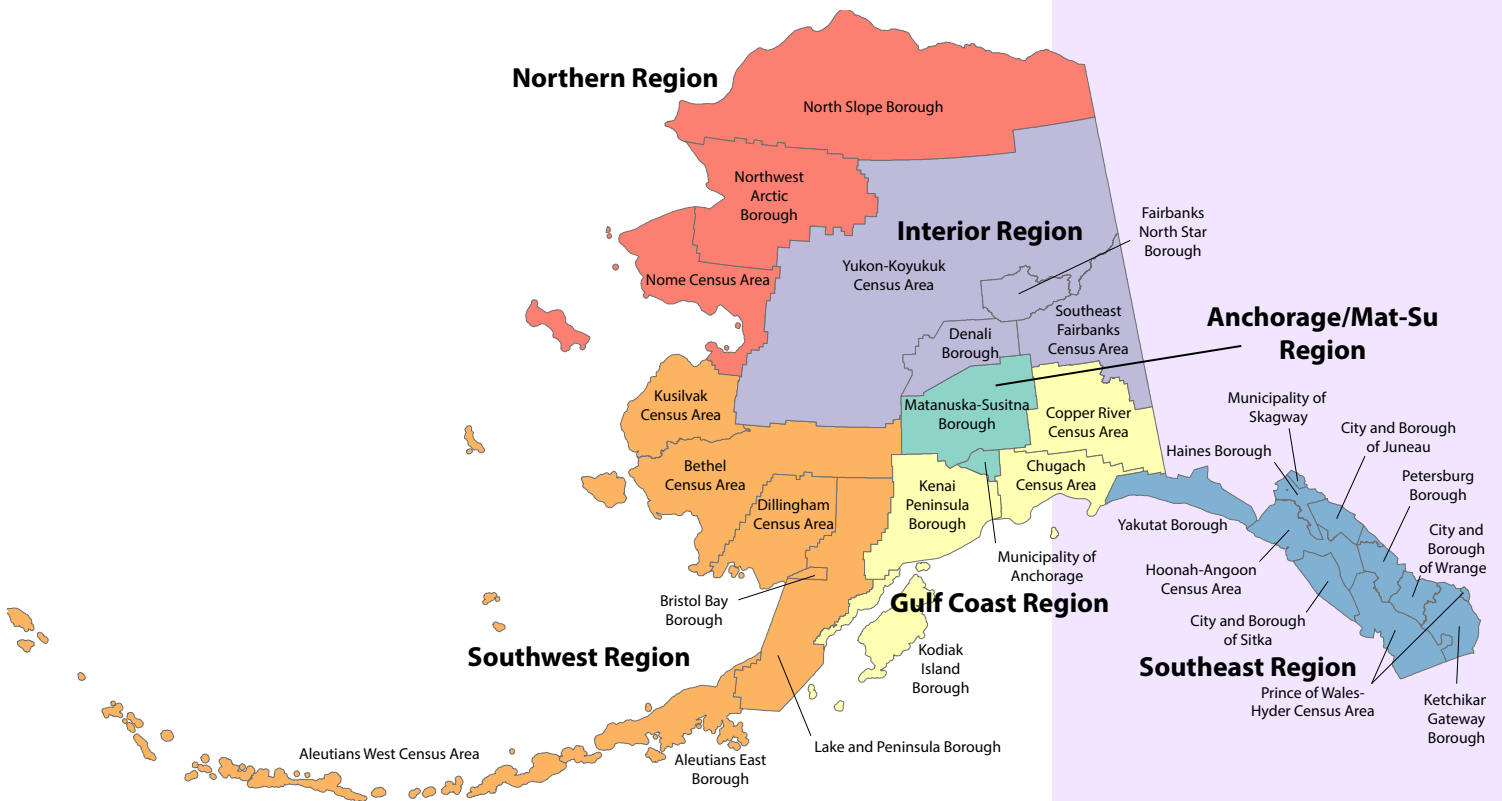 Northern Region
North Slope Borough
Northwest
Arctic
Borough
Nome Census Area
Interior Region
Yukon-Koyukuk
Census Area
Fairbanks
North Star
Borough
Denali
Borough
Southeast
Fairbanks
Census Area
Anchorage/Mat-Su
Region
Matanuska-Susitna
Borough
Copper River
Census Area
Kusilvak
Census Area
Bethel
Census Area
Dillingham
Census Area
Kenai
Peninsula
Borough
Chugach
Census Area
Municipality of
Anchorage
Municipality of
Skagway
Haines Borough
City and Borough
of Juneau
Petersburg
Borough
City and
Borough
of Wrange
Yakutat Borough
Hoonah-Angoon
Census Area
City and Borough
of Sitka
Southeast Region
Prince of Wales-
Hyder Census Area
Ketchikar
Gateway
Borough
Gulf Coast Region
Kodiak
Island
Borough
Bristol Bay
Borough
Southwest Region
Lake and Peninsula Borough
Aleutians East
Borough
Aleutians West Census Area